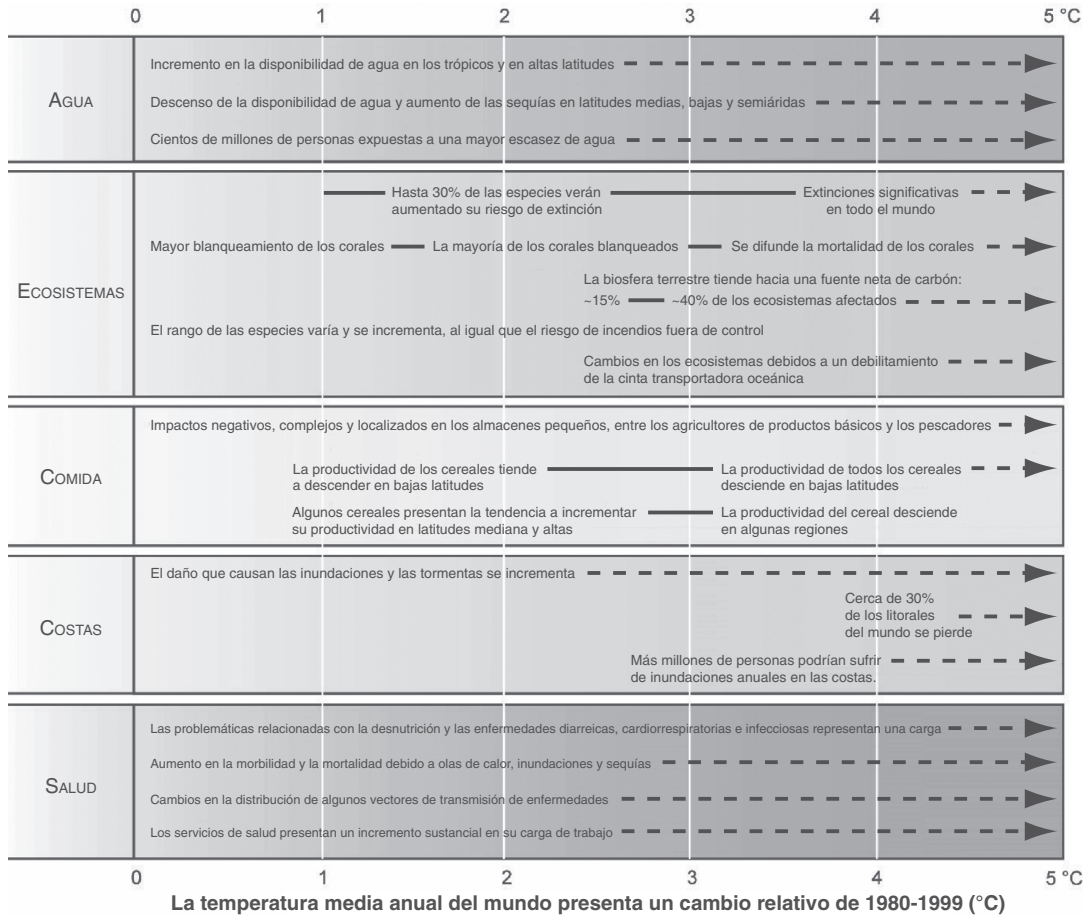 0 1 2 3 4 5 °C
AGUA
Incremento en la disponibilidad de agua en los trópicos y en altas latitudes
Descenso de la disponibilidad de agua y aumento de las sequías en latitudes medias, bajas y semiáridas
Cientos de millones de personas expuestas a una mayor escasez de agua
ECOSISTEMAS
Hasta 30% de las especies verán
aumentado su riesgo de extinción
Extinciones significativas
en todo el mundo
Mayor blanqueamiento de los corales
La mayoría de los corales blanqueados
Se difunde la mortalidad de los corales
La biosfera terrestre tiende hacia una fuente neta de carbón:
~15% ~40% de los ecosistemas afectados
El rango de las especies varía y se incrementa, al igual que el riesgo de incendios fuera de control
Cambios en los ecosistemas debidos a un debilitamiento
de la cinta transportadora oceánica
COMIDA
Impactos negativos, complejos y localizados en los almacenes pequeños, entre los agricultores de productos básicos y los pescadores
La productividad de los cereales tiende
a descender en bajas latitudes
La productividad de todos los cereales
desciende en bajas latitudes
Algunos cereales presentan la tendencia a incrementar
su productividad en latitudes mediana y altas
La productividad del cereal desciende
en algunas regiones
COSTAS
El daño que causan las inundaciones y las tormentas se incrementa
Cerca de 30%
de los litorales
del mundo se pierde
Más millones de personas podrían sufrir
de inundaciones anuales en las costas.
SALUD
Las problemáticas relacionadas con la desnutrición y las enfermedades diarreicas, cardiorrespiratorias e infecciosas representan una carga
Aumento en la morbilidad y la mortalidad debido a olas de calor, inundaciones y sequías
Cambios en la distribución de algunos vectores de transmisión de enfermedades
Los servicios de salud presentan un incremento sustancial en su carga de trabajo
0 1 2 3 4 5 °C
La temperatura media anual del mundo presenta un cambio relativo de 1980-1999 (°C)